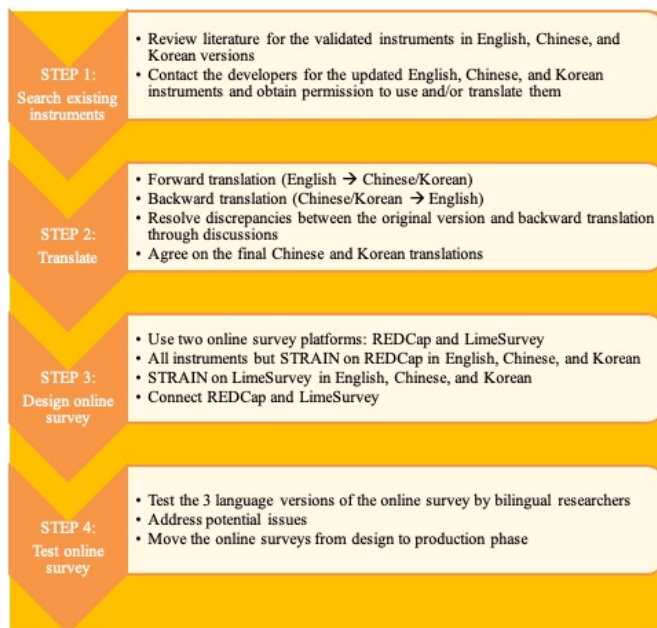 STEP 1:
Search existing
instruments
• Review literature for the validated instruments in English, Chinese, and
Korean versions
• Contact the developers for the updated English, Chinese, and Korean
instruments and obtain permission to use and/or translate them
STEP 2:
Translate
• Forward translation (English → Chinese/Korean)
• Backward translation (Chinese/Korean → English)
• Resolve discrepancies between the original version and backward translation
through discussions
• Agree on the final Chinese and Korean translations
STEP 3:
Design online
survey
• Use two online survey platforms: REDCap and LimeSurvey
• All instruments but STRAIN on REDCap in English, Chinese, and Korean
• STRAIN on LimeSurvey in English, Chinese, and Korean
• Connect REDCap and LimeSurvey
STEP 4:
Test online
survey
• Test the 3 language versions of the online survey by bilingual researchers
• Address potential issues
• Move the online surveys from design to production phase